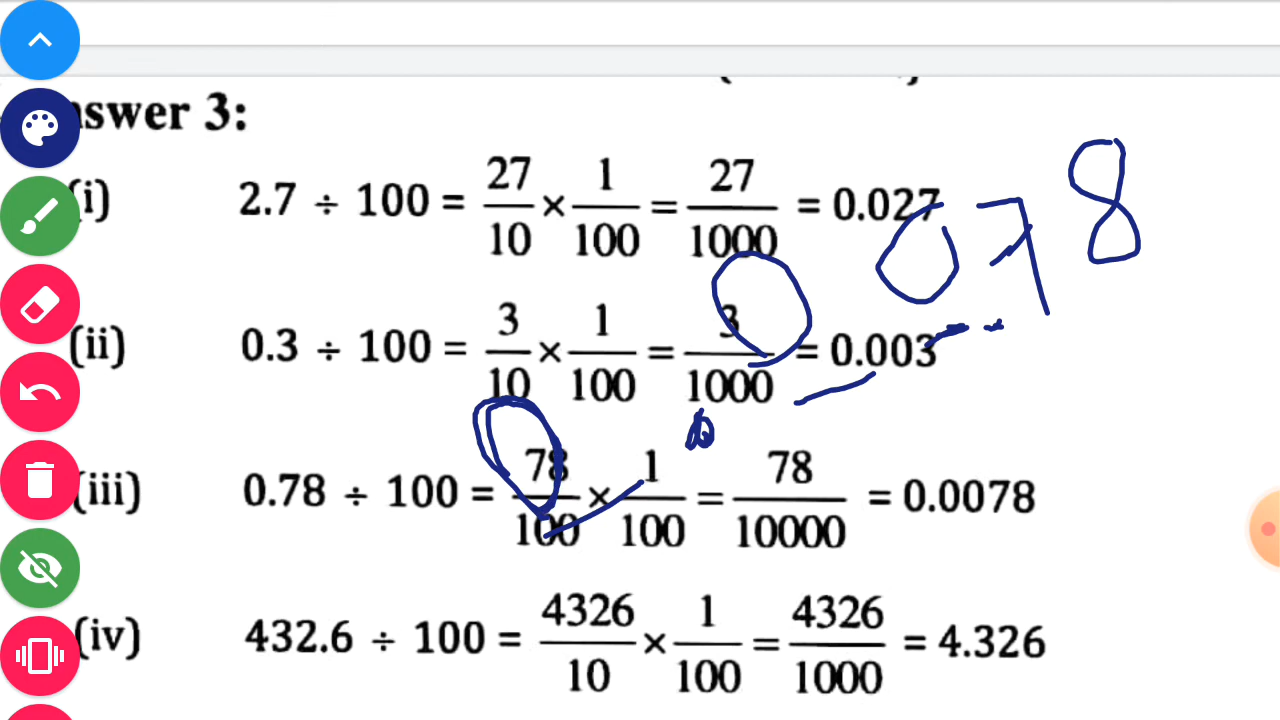 nswer 3:
(i) 2.7 ÷ 100 = 27/10 × 1/100 = 27/1000 = 0.027
078
(ii) 0.3 ÷ 100 = 3/10 × 1/100 = 3/1000 = 0.003
(iii) 0.78 ÷ 100 = 78/100 × 1/100 = 78/10000 = 0.0078
(iv) 432.6 ÷ 100 = 4326/10 × 1/100 = 4326/1000 = 4.326